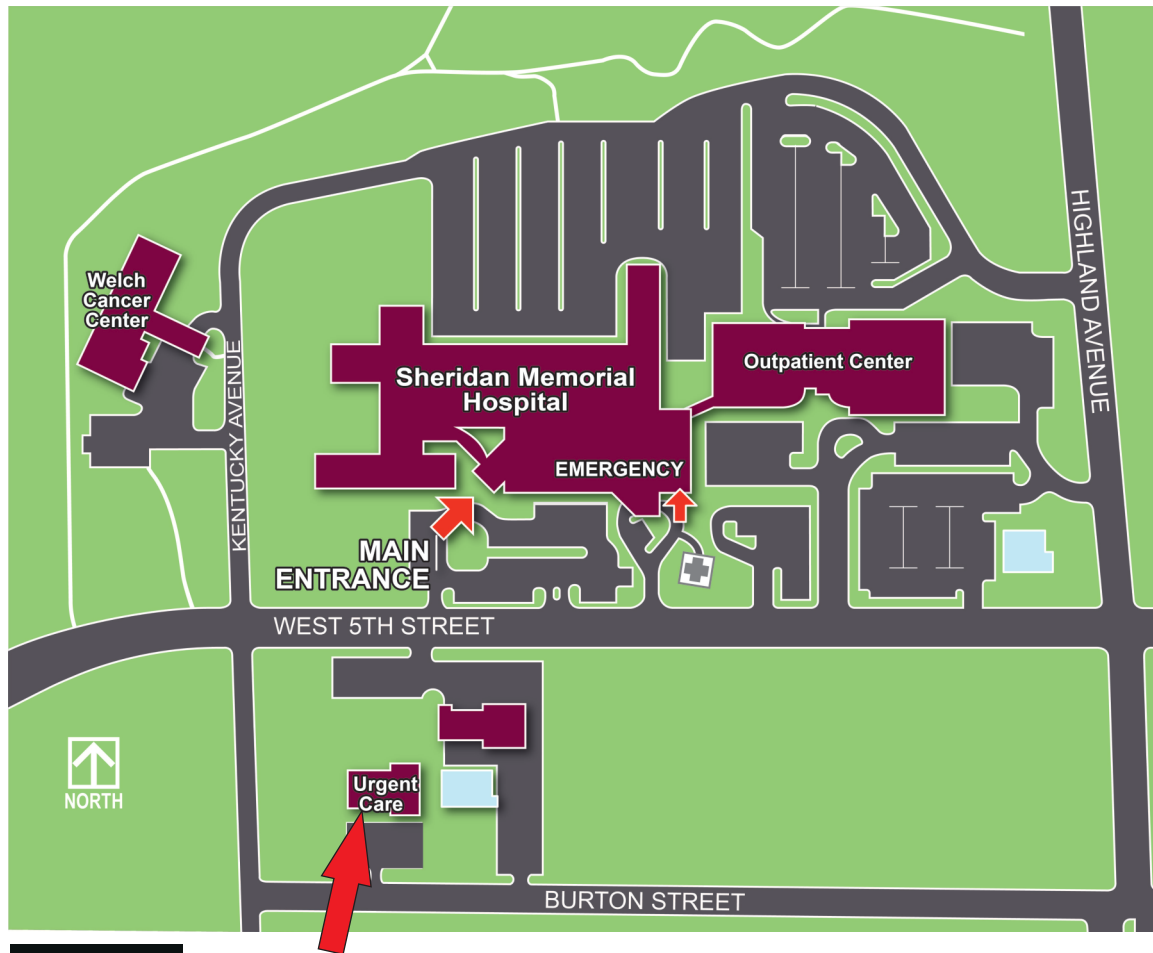 HIGHLAND AVENUE
Welch
Cancer
Center
KENTUCKY AVENUE
Sheridan Memorial
Hospital
Outpatient Center
EMERGENCY
MAIN
ENTRANCE
WEST 5TH STREET
NORTH
Urgent
Care
BURTON STREET